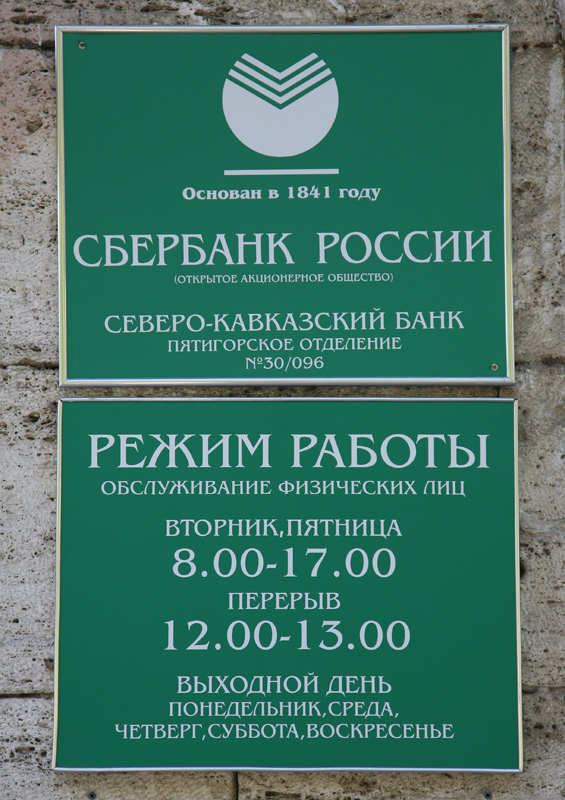 Основан в 1841 году
СБЕРБАНК РОССИИ
(ОТКРЫТОЕ АКЦИОНЕРНОЕ ОБЩЕСТВО)
СЕВЕРО-КАВКАЗСКИЙ БАНК
ПЯТИГОРСКОЕ ОТДЕЛЕНИЕ
№30/096
РЕЖИМ РАБОТЫ
ОБСЛУЖИВАНИЕ ФИЗИЧЕСКИХ ЛИЦ
ВТОРНИК,ПЯТНИЦА
8.00-17.00
ПЕРЕРЫВ
12.00-13.00
ВЫХОДНОЙ ДЕНЬ
ПОНЕДЕЛЬНИК,СРЕДА,
ЧЕТВЕРГ,СУББОТА,ВОСКРЕСЕНЬЕ